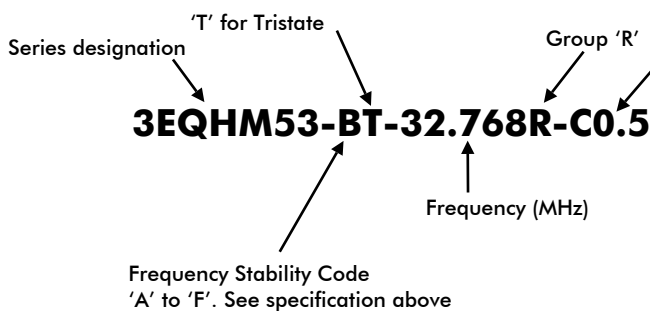 ‘T’ for Tristate
Series designation
Group ‘R’
3EQHM53-BT-32.768R-C0.5
Frequency (MHz)
Frequency Stability Code
‘A’ to ‘F’. See specification above